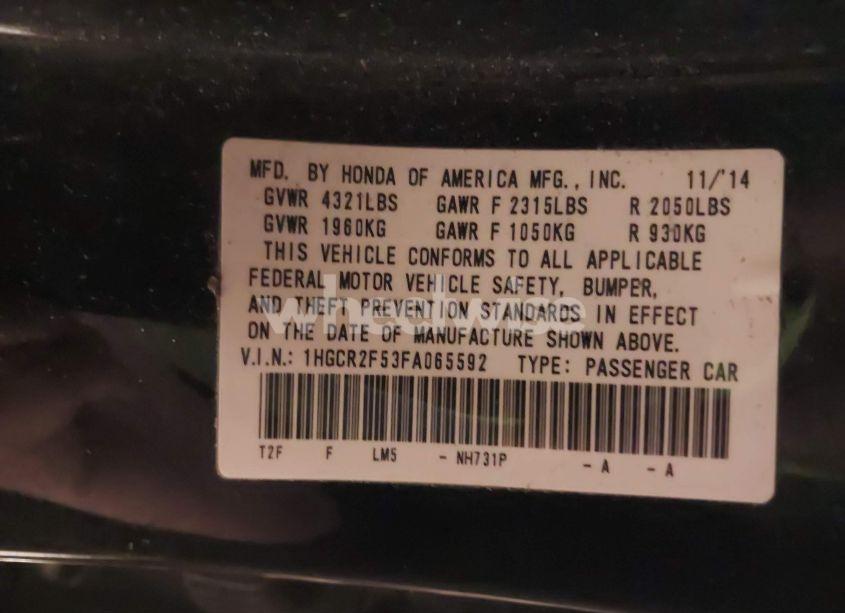 MFD. BY HONDA OF AMERICA MFG., INC. 11/'14
GVWR 4321LBS GAWR F 2315LBS R 2050LBS
GVWR 1960KG GAWR F 1050KG R 930KG
THIS VEHICLE CONFORMS TO ALL APPLICABLE
FEDERAL MOTOR VEHICLE SAFETY, BUMPER,
AND THEFT PREVENTION STANDARDS IN EFFECT
ON THE DATE OF MANUFACTURE SHOWN ABOVE.
V.I.N.: 1HGCR2F53FA065592 TYPE: PASSENGER CAR
T2F F LM5 - NH731P - A - A
wheelwise